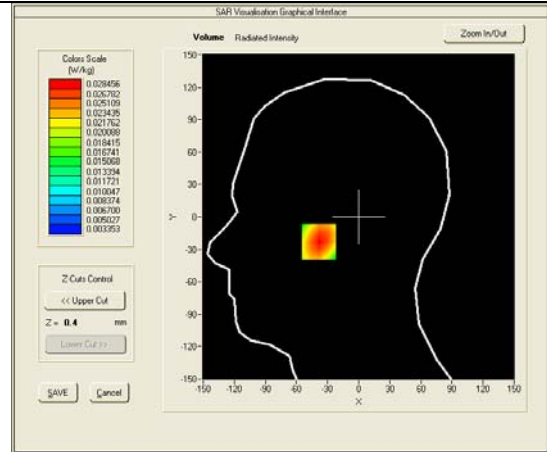 SAR Visualisation Graphical Interface
Volume Radiated Intensity
Zoom In/Out
Colors Scale
(W/kg)
0.028456
0.026782
0.025109
0.023435
0.021762
0.020088
0.018415
0.016741
0.015068
0.013394
0.011721
0.010047
0.008374
0.006700
0.005027
0.003353
Z Cuts Control
<< Upper Cut
Z = 0.4 mm
Lower Cut >>
SAVE Cancel
150
120
90
60
30
0
-30
-60
-90
-120
-150
Y
-150 -120 -90 -60 -30 0 30 60 90 120 150
X